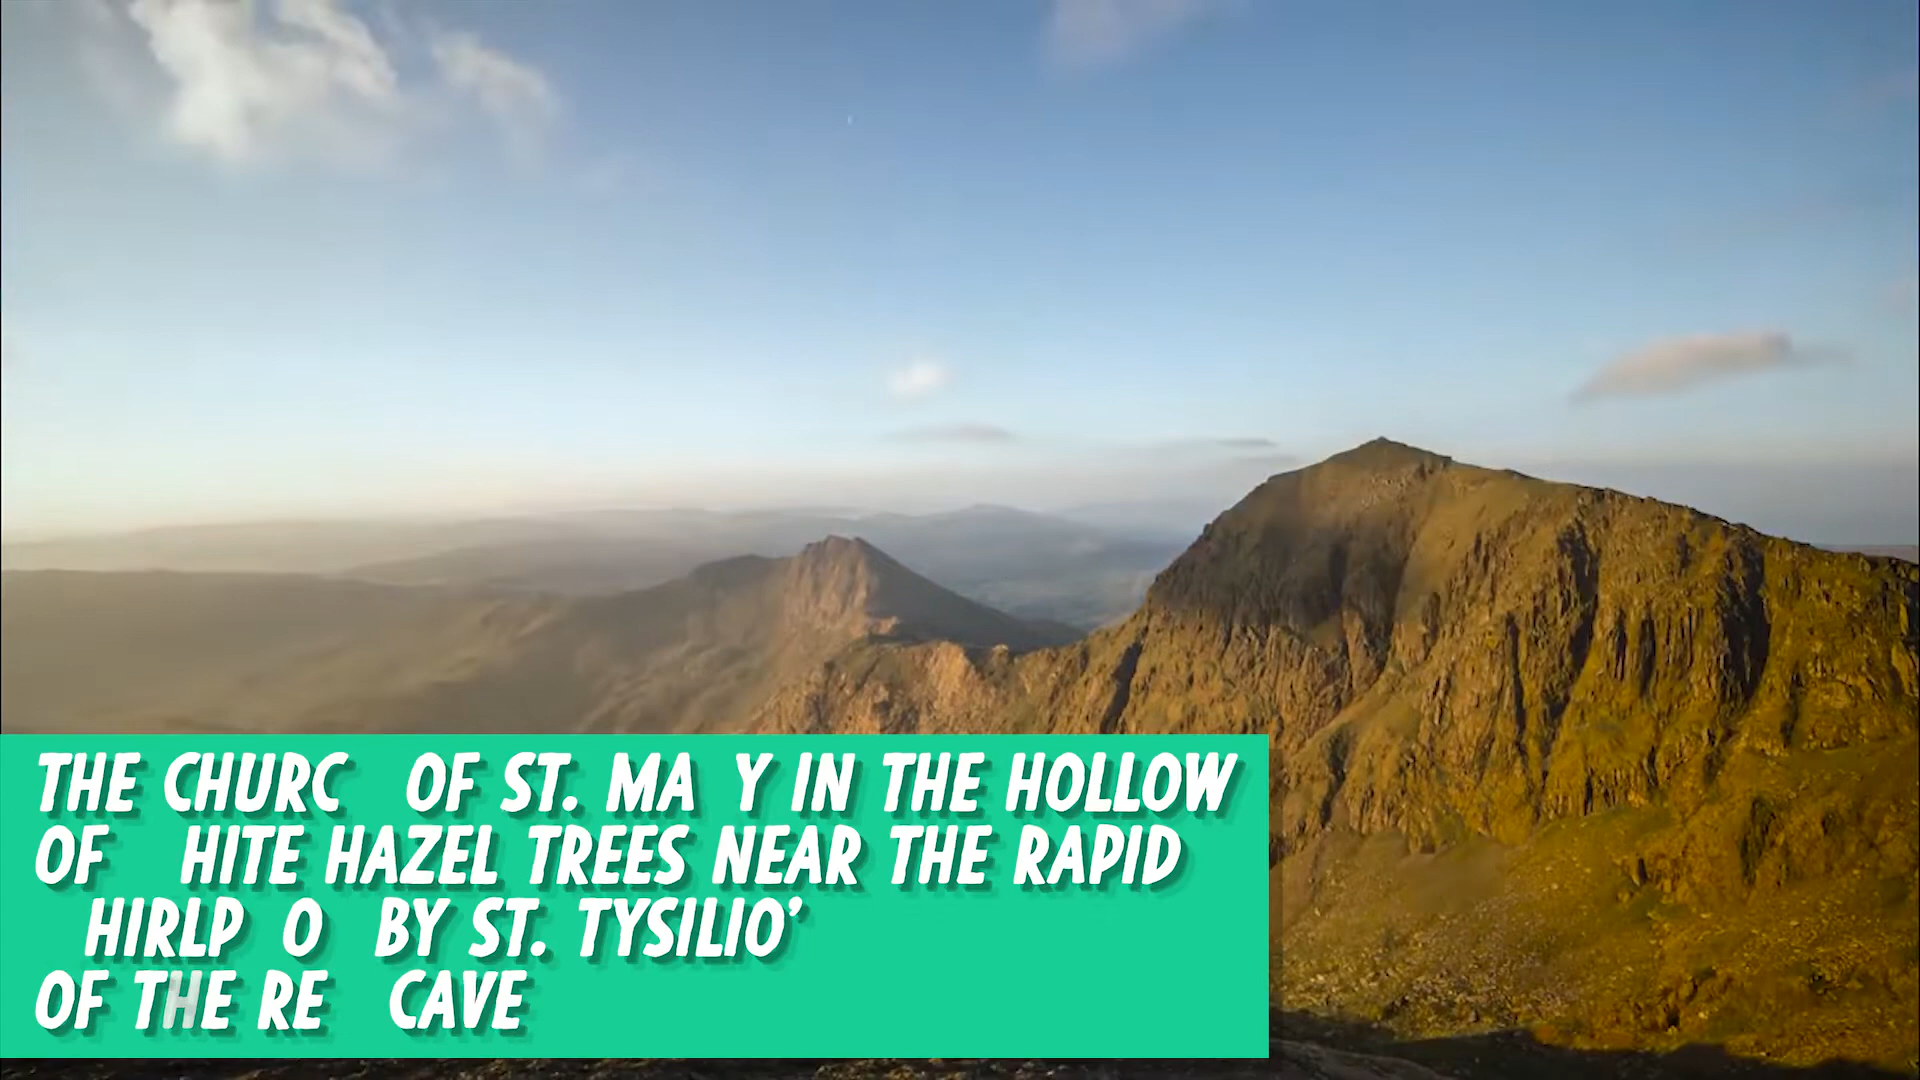 THE CHURC OF ST. MA Y IN THE HOLLOW
OF HITE HAZEL TREES NEAR THE RAPID
HIRLP O BY ST. TYSILIO’
OF THE RE CAVE